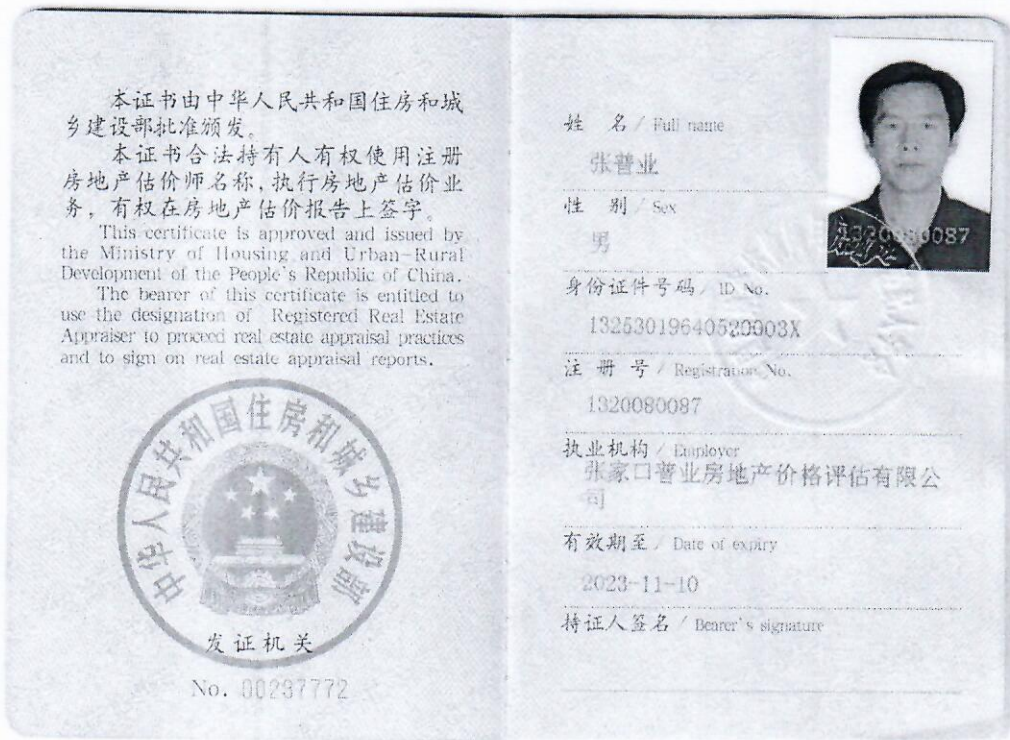 本证书由中华人民共和国住房和城
乡建设部批准颁发。
本证书合法持有人有权使用注册
房地产估价师名称，执行房地产估价业
务，有权在房地产估价报告上签字。
This certificate is approved and issued by
the Ministry of Housing and Urban-Rural
Development of the People's Republic of China.
The bearer of this certificate is entitled to
use the designation of Registered Real Estate
Appraiser to proceed real estate appraisal practices
and to sign on real estate appraisal reports.
中华人民共和国住房和城乡建设部
发证机关
No. 00237772
姓 名 / Full name
张普业
性 别 / Sex
男
身份证件号码 / ID No.
13253019640520003X
注 册 号 / Registration No.
1320080087
执业机构 / Employer
张家口普业房地产价格评估有限公
司
有效期至 / Date of expiry
2023-11-10
持证人签名 / Bearer's signature
1320080087